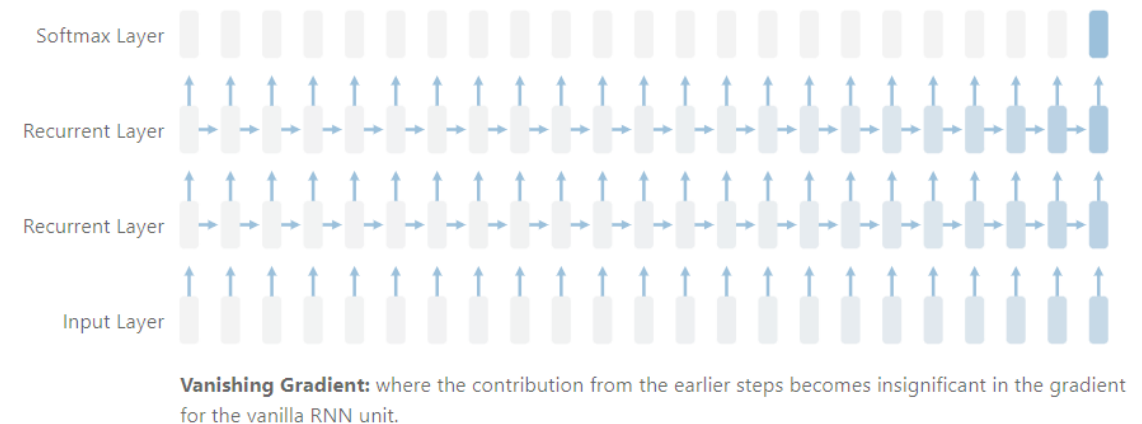 Softmax Layer
Recurrent Layer
Recurrent Layer
Input Layer
Vanishing Gradient: where the contribution from the earlier steps becomes insignificant in the gradient
for the vanilla RNN unit.